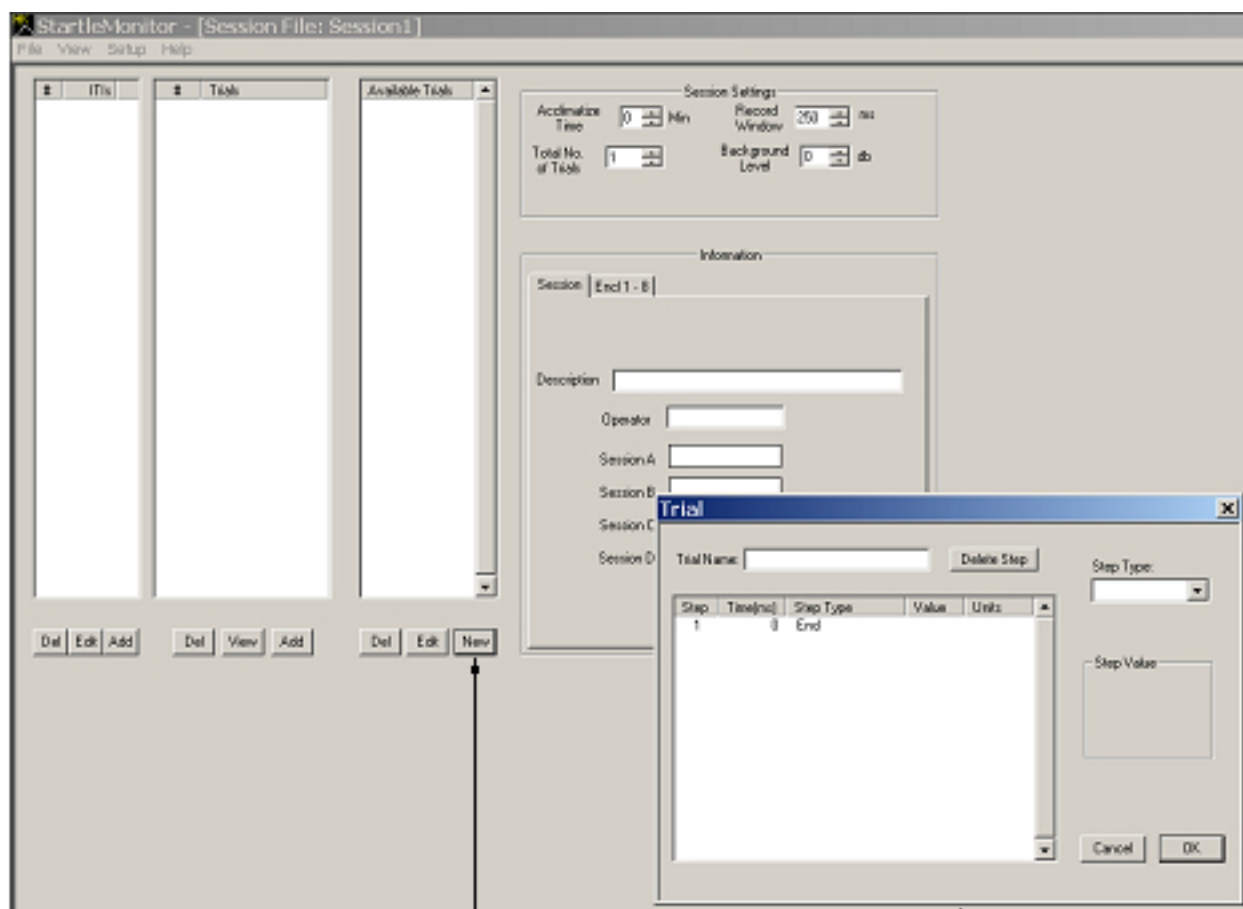 StartleMonitor - [Session File: Session1]
File View Setup Help
# ITIs
# Trials
Available Trials
Session Settings
Acclimatize Time 0 Min
Record Window 250 ms
Total No. of Trials 1
Background Level 0 db
Information
Session Encl 1 - 8
Description
Operator
Session A
Session B
Session C
Session D
Del Edit Add
Del View Add
Del Edit New
Trial
Trial Name:
Delete Step
Step Type:
Step Time(ms) Step Type Value Units
1 0 End
Step Value
Cancel OK